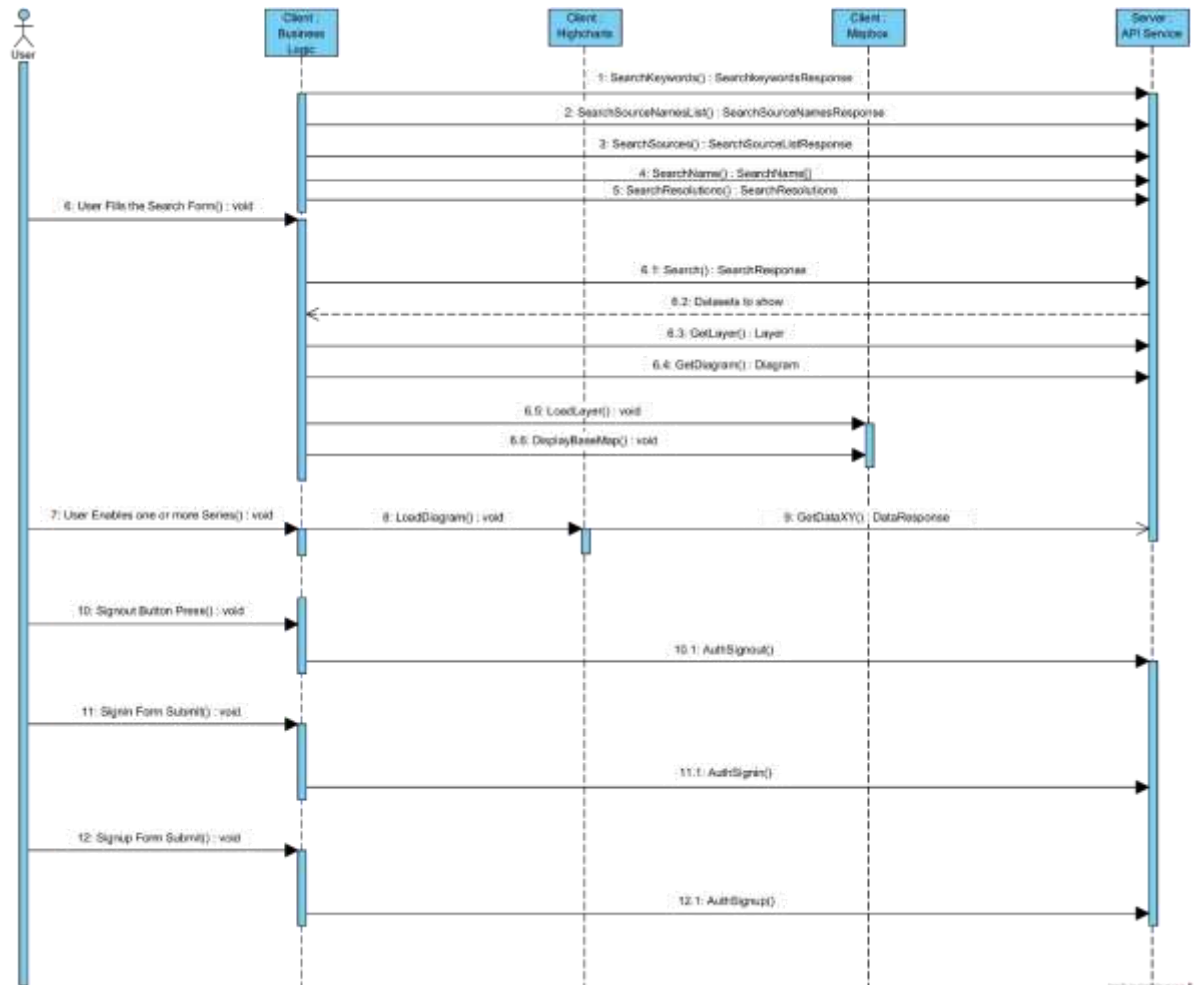 User
Client :
Business
Logic
Client :
Highcharts
Client :
Mapbox
Server :
API Service
1: SearchKeywords() : SearchkeywordsResponse
2: SearchSourceNamesList() : SearchSourceNamesResponse
3: SearchSources() : SearchSourceListResponse
4: SearchName() : SearchName[]
5: SearchResolutions() : SearchResolutions
6: User Fills the Search Form() : void
6.1: Search() : SearchResponse
6.2: Datasets to show
6.3: GetLayer() : Layer
6.4: GetDiagram() : Diagram
6.5: LoadLayer() : void
6.6: DisplayBaseMap() : void
7: User Enables one or more Series() : void
8: LoadDiagram() : void
9: GetDataXY() : DataResponse
10: Signout Button Press() : void
10.1: AuthSignout()
11: Signin Form Submit() : void
11.1: AuthSignin()
12: Signup Form Submit() : void
12.1: AuthSignup()